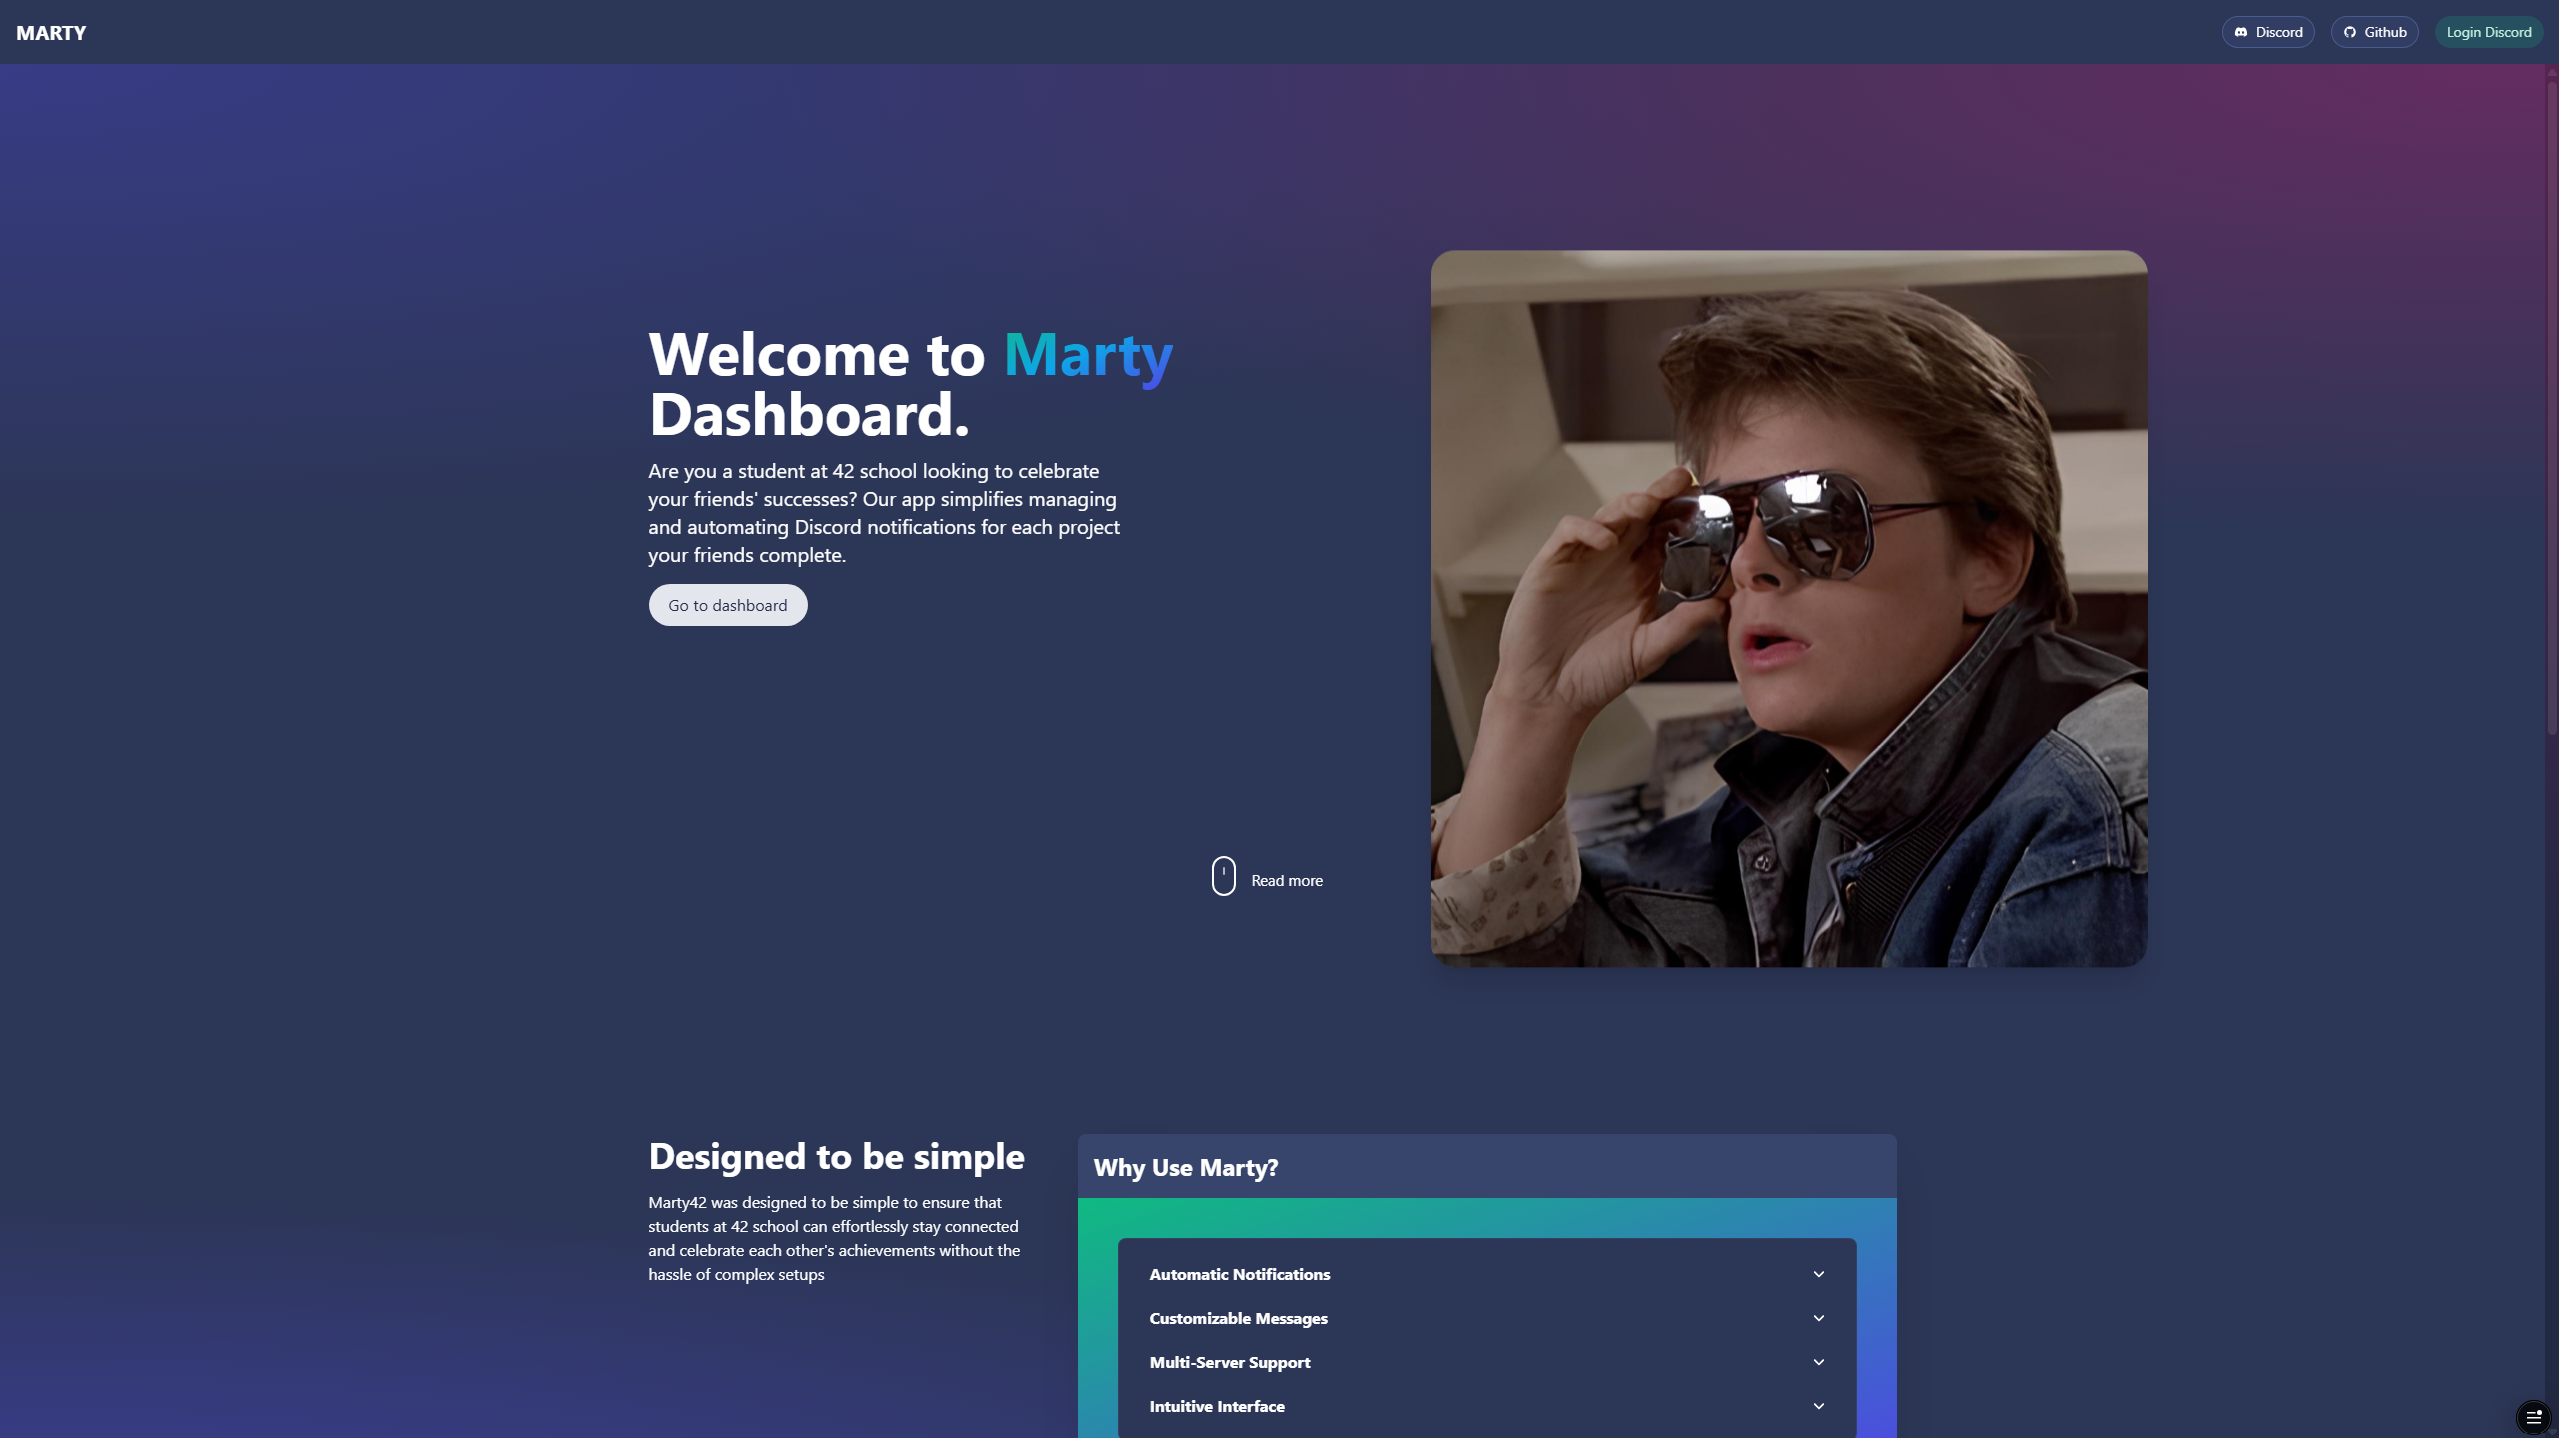 MARTY
Discord
Github
Login Discord
Welcome to Marty
Dashboard.
Are you a student at 42 school looking to celebrate
your friends' successes? Our app simplifies managing
and automating Discord notifications for each project
your friends complete.
Go to dashboard
Read more
Designed to be simple
Marty42 was designed to be simple to ensure that
students at 42 school can effortlessly stay connected
and celebrate each other's achievements without the
hassle of complex setups
Why Use Marty?
Automatic Notifications
Customizable Messages
Multi-Server Support
Intuitive Interface